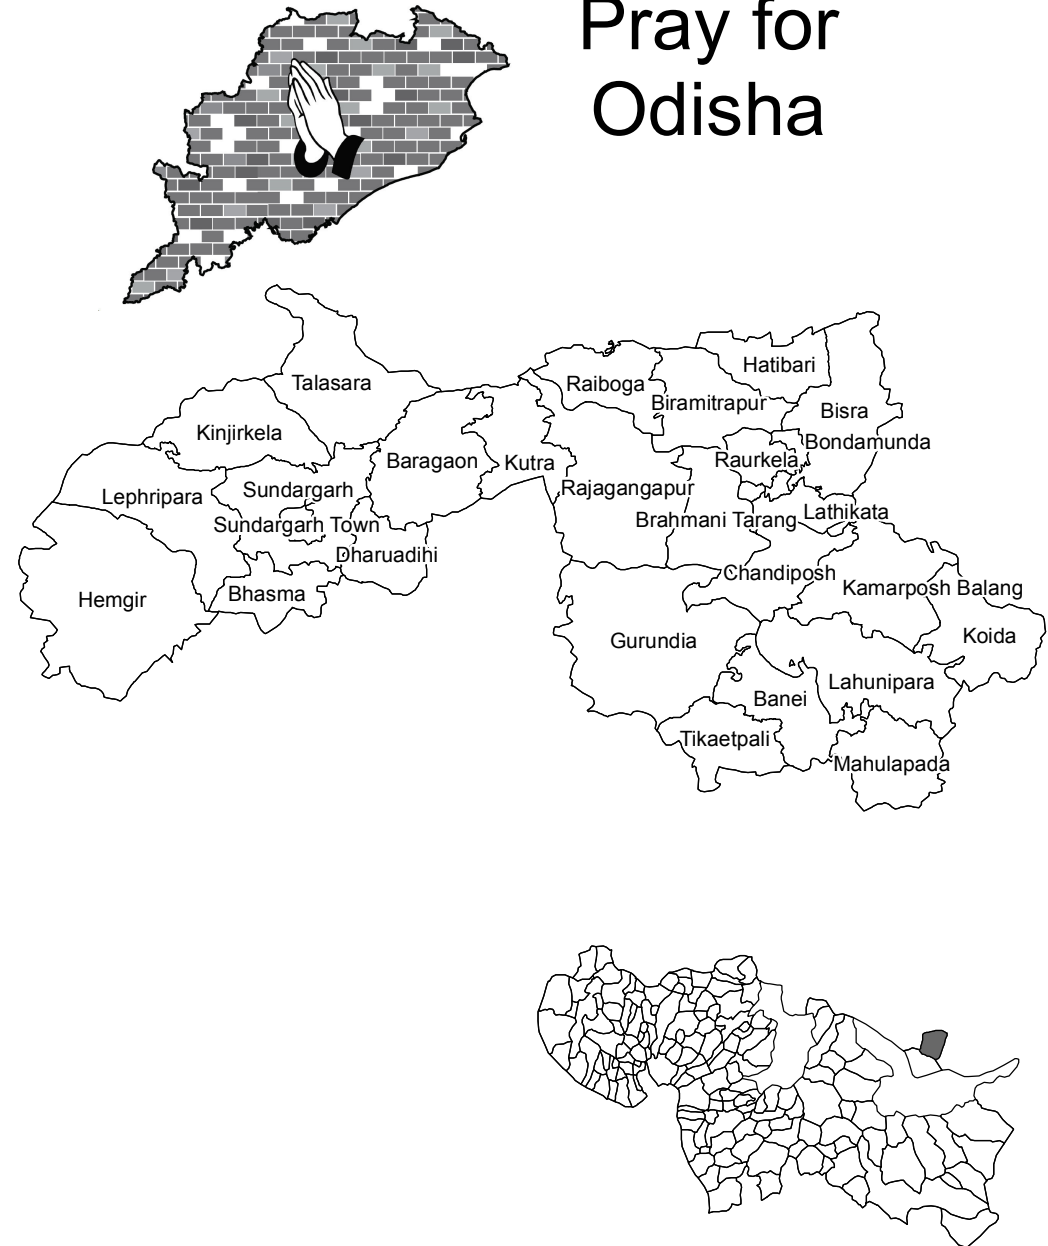 Pray for
Odisha
Talasara
Hatibari
Raiboga
Biramitrapur
Bisra
Kinjirkela
Bondamunda
Baragaon
Kutra
Raurkela
Lephripara
Sundargarh
Rajagangapur
Sundargarh Town
Brahmani Tarang
Lathikata
Dharuadihi
Chandiposh
Hemgir
Bhasma
Kamarposh Balang
Gurundia
Koida
Lahunipara
Banei
Tikaetpali
Mahulapada